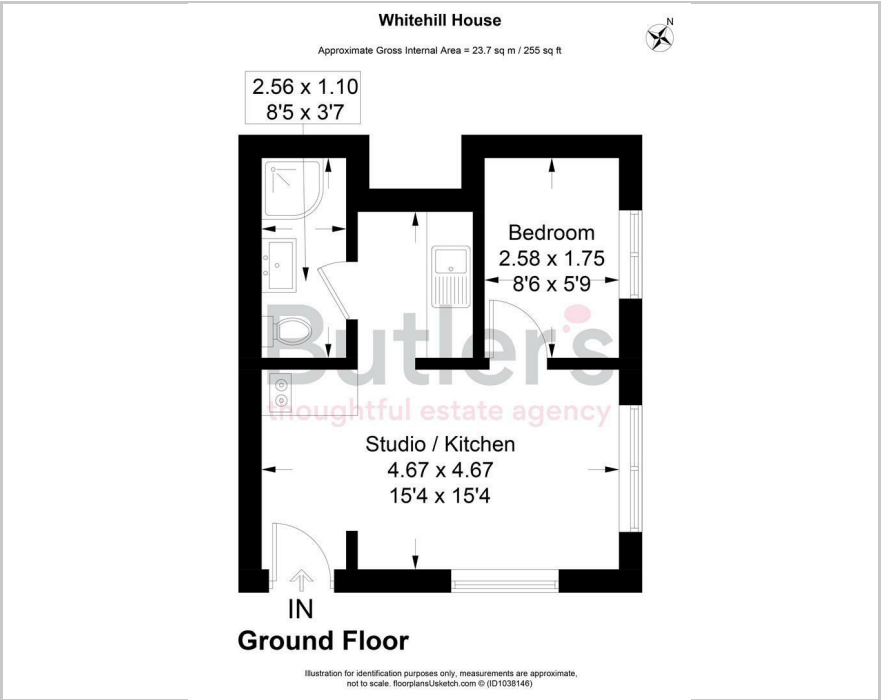 Whitehill House
N
Approximate Gross Internal Area = 23.7 sq m / 255 sq ft
2.56 x 1.10
8'5 x 3'7
Bedroom
2.58 x 1.75
8'6 x 5'9
Butler's
thoughtful estate agency
Studio / Kitchen
4.67 x 4.67
15'4 x 15'4
IN
Ground Floor
Illustration for identification purposes only, measurements are approximate,
not to scale. floorplansUsketch.com © (ID1038146)